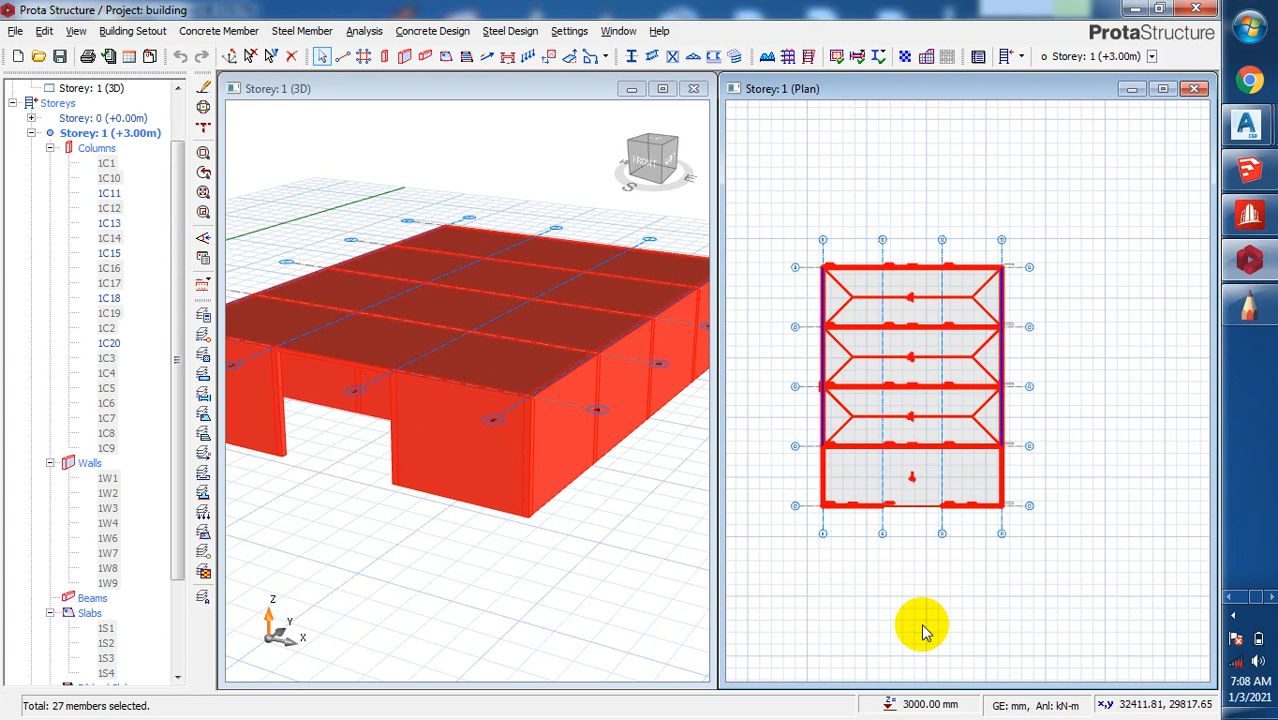 Prota Structure / Project: building
File Edit View Building Setout Concrete Member Steel Member Analysis Concrete Design Steel Design Settings Window Help
ProtaStructure
o Storey: 1 (+3.00m)
Storey: 1 (3D)
Storeys
Storey: 0 (+0.00m)
Storey: 1 (+3.00m)
Columns
1C1
1C10
1C11
1C12
1C13
1C14
1C15
1C16
1C17
1C18
1C19
1C2
1C20
1C3
1C4
1C5
1C6
1C7
1C8
1C9
Walls
1W1
1W2
1W3
1W4
1W5
1W6
1W7
1W8
1W9
Beams
Slabs
1S1
1S2
1S3
1S4
Storey: 1 (3D)
FRONT
S
E
Z
Y
X
Storey: 1 (Plan)
Total: 27 members selected.
Z= 3000.00 mm
GE: mm, Anl: kN-m
x,y 32411.81, 29817.65
7:08 AM
1/3/2021